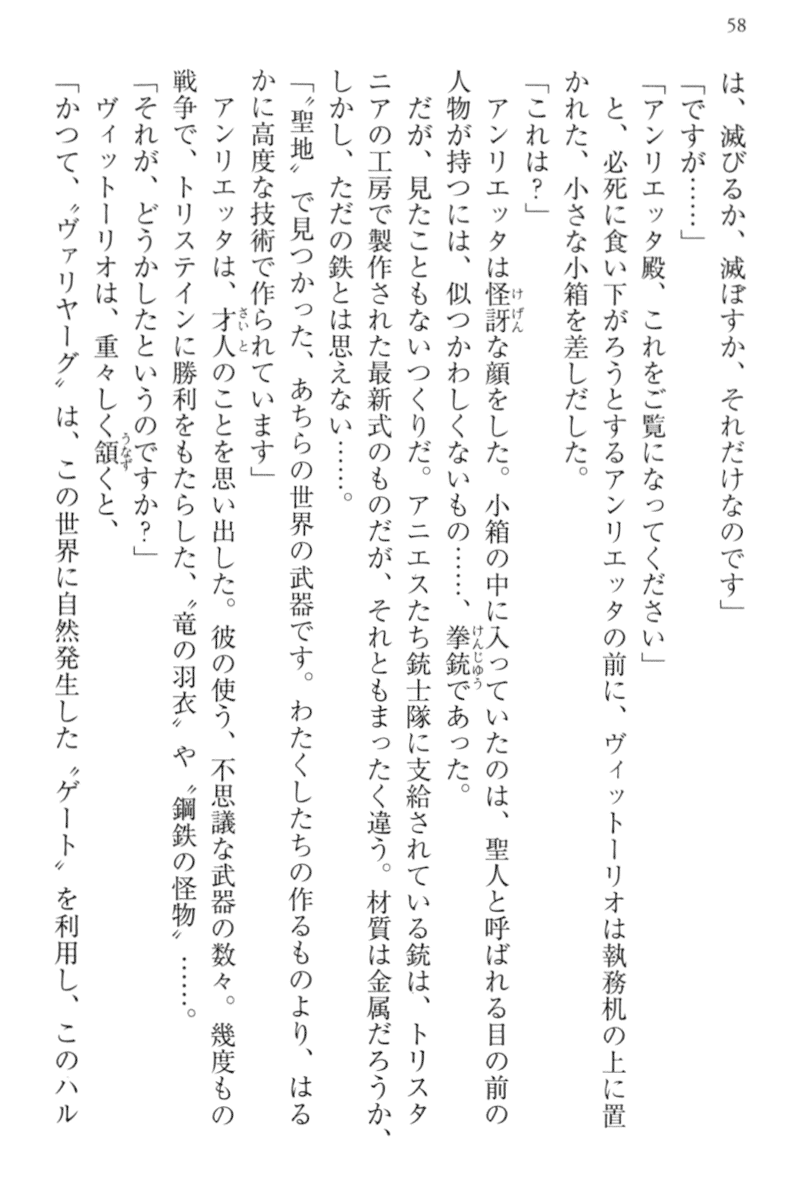 58
は、滅びるか、滅ぼすか、それだけなのです」
「ですが……」
「アンリエッタ殿、これをご覧になってください」
と、必死に食い下がろうとするアンリエッタの前に、ヴィットーリオは執務机の上に置
かれた、小さな小箱を差しだした。
「これは?」
アンリエッタは怪訝な顔をした。小箱の中に入っていたのは、聖人と呼ばれる目の前の
人物が持つには、似つかわしくないもの……、拳銃であった。
だが、見たこともないつくりだ。アニエスたち銃士隊に支給されている銃は、トリスタ
ニアの工房で製作された最新式のものだが、それともまったく違う。材質は金属だろうか、
しかし、ただの鉄とは思えない……。
「〝聖地〟で見つかった、あちらの世界の武器です。わたくしたちの作るものより、はる
かに高度な技術で作られています」
アンリエッタは、才人のことを思い出した。彼の使う、不思議な武器の数々。幾度もの
戦争で、トリステインに勝利をもたらした、〝竜の羽衣〟や〝鋼鉄の怪物〟……。
「それが、どうかしたというのですか?」
ヴィットーリオは、重々しく頷くと、
「かつて、〝ヴァリヤーグ〟は、この世界に自然発生した〝ゲート〟を利用し、このハル